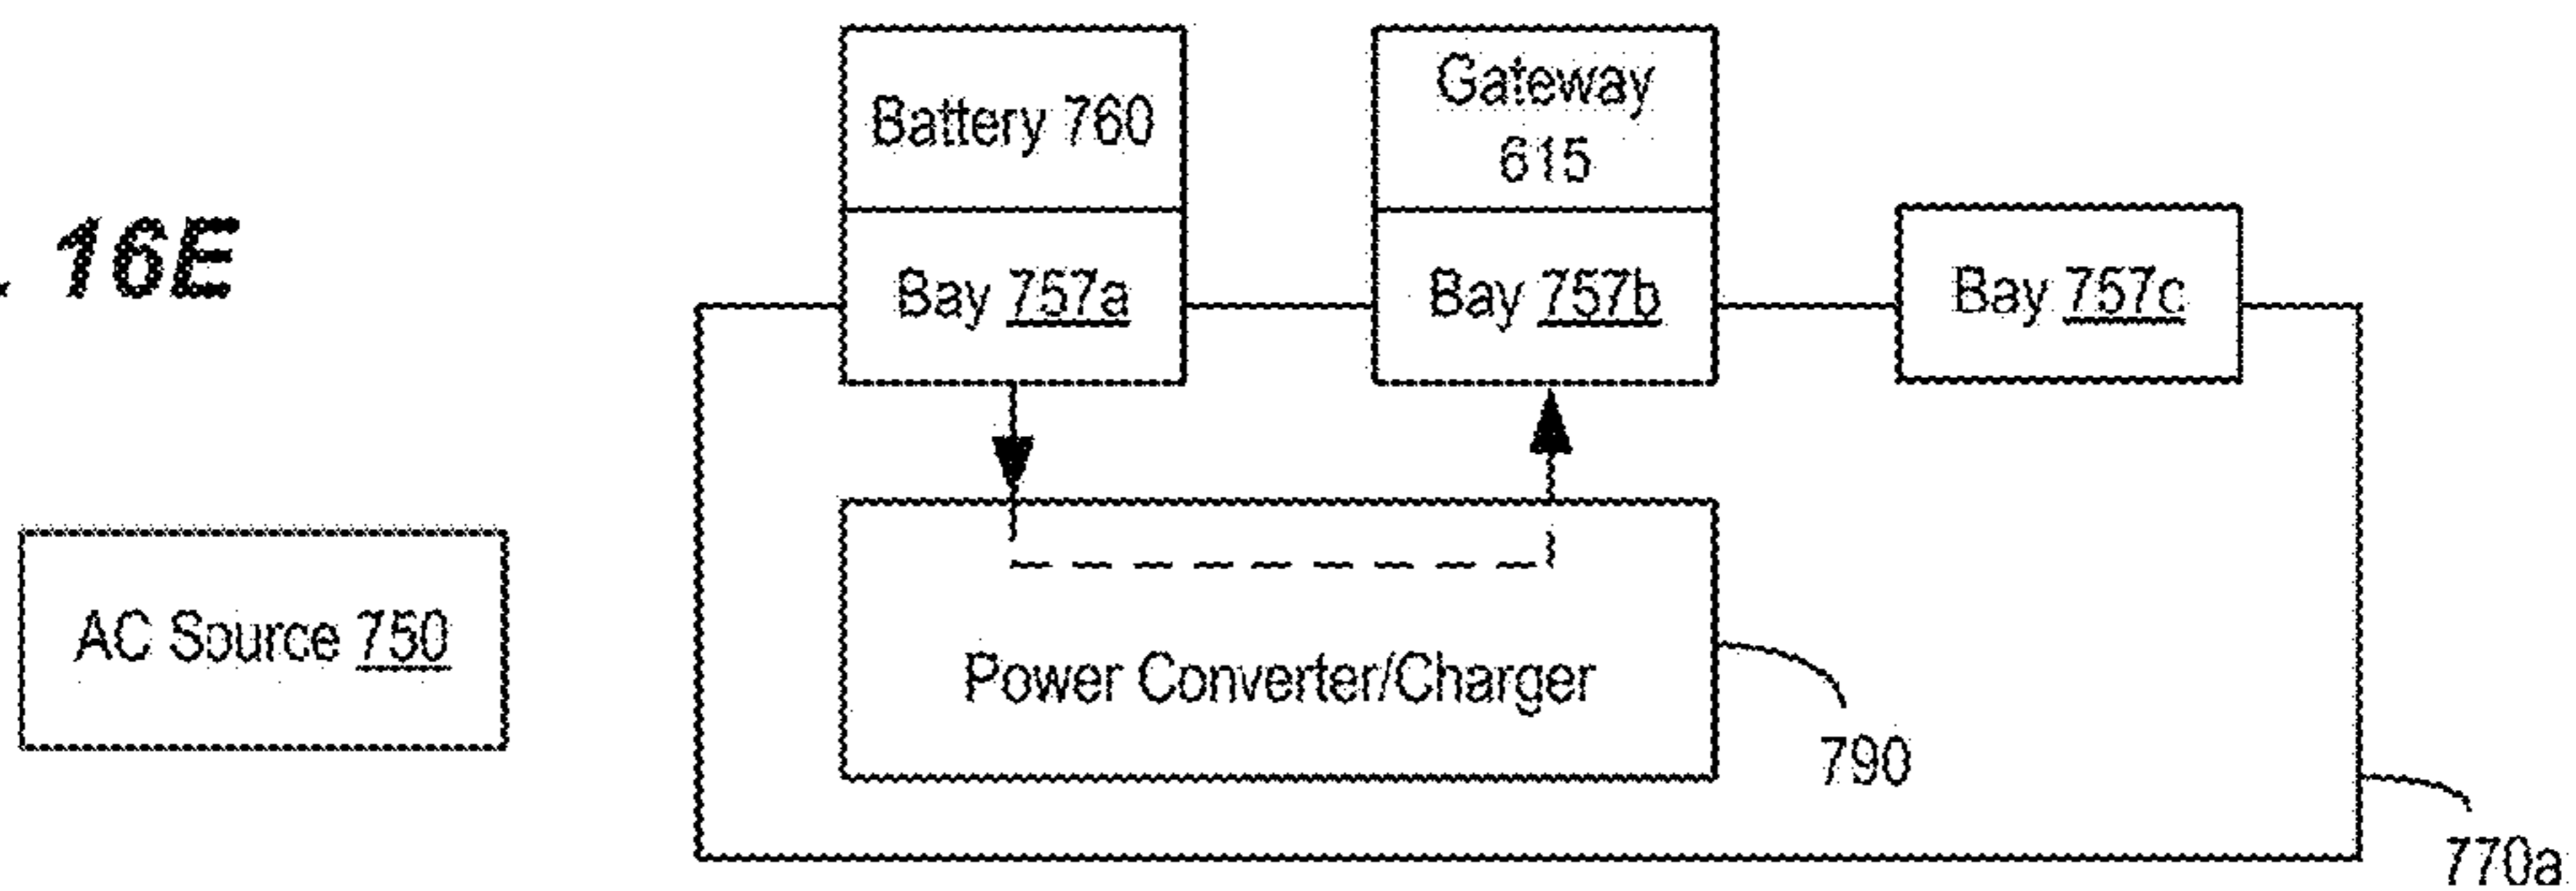 . 16E
Battery 760
Gateway
615
Bay 757a
Bay 757b
Bay 757c
AC Source 750
Power Converter/Charger
790
770a